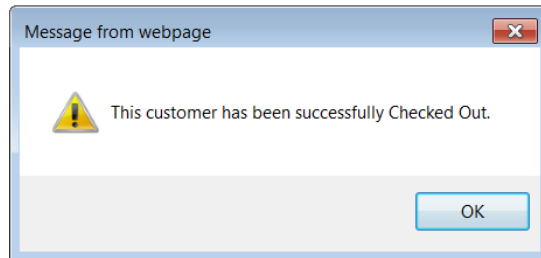 Message from webpage
This customer has been successfully Checked Out.
OK